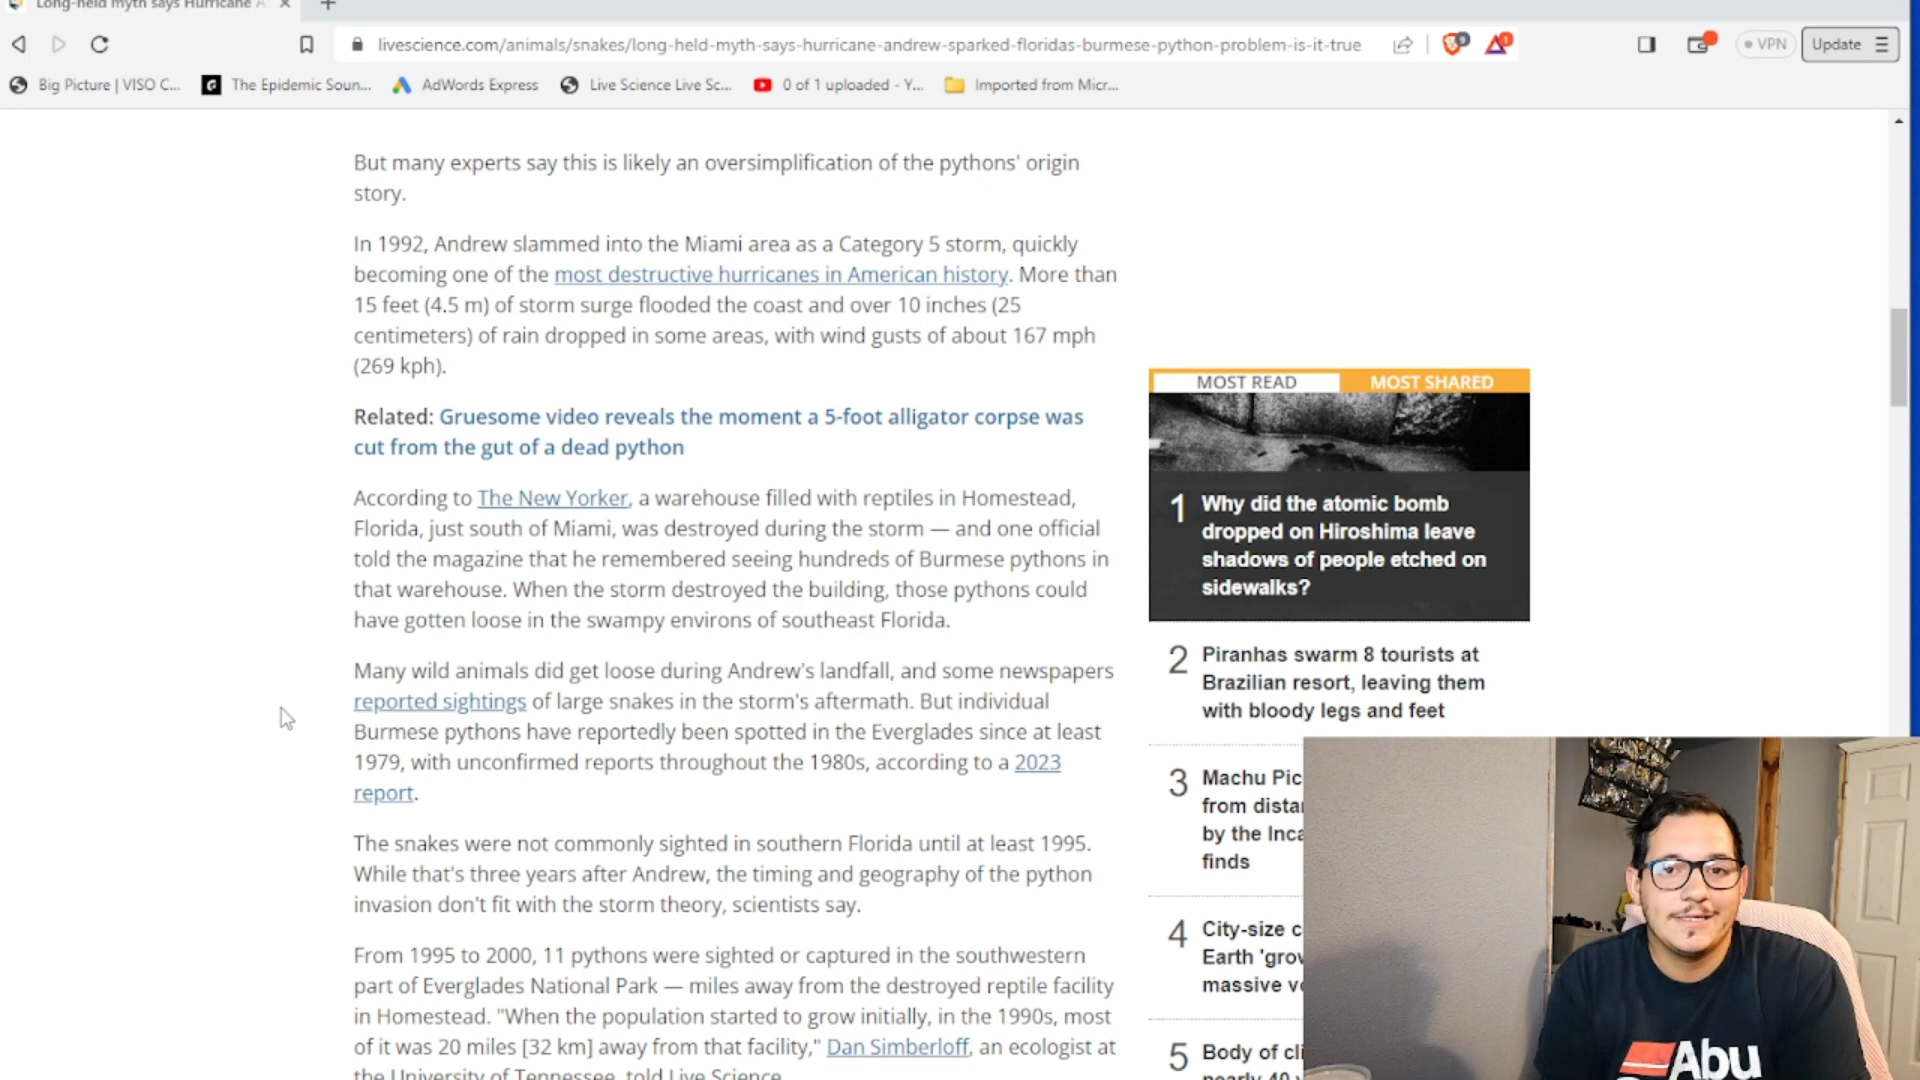 Long-held myth says Hurricane A
livescience.com/animals/snakes/long-held-myth-says-hurricane-andrew-sparked-floridas-burmese-python-problem-is-it-true
9
1
VPN
Update
Big Picture | VISO C...
The Epidemic Soun...
AdWords Express
Live Science Live Sc...
0 of 1 uploaded - Y...
Imported from Micr...
But many experts say this is likely an oversimplification of the pythons' origin
story.
In 1992, Andrew slammed into the Miami area as a Category 5 storm, quickly
becoming one of the most destructive hurricanes in American history. More than
15 feet (4.5 m) of storm surge flooded the coast and over 10 inches (25
centimeters) of rain dropped in some areas, with wind gusts of about 167 mph
(269 kph).
Related: Gruesome video reveals the moment a 5-foot alligator corpse was
cut from the gut of a dead python
According to The New Yorker, a warehouse filled with reptiles in Homestead,
Florida, just south of Miami, was destroyed during the storm — and one official
told the magazine that he remembered seeing hundreds of Burmese pythons in
that warehouse. When the storm destroyed the building, those pythons could
have gotten loose in the swampy environs of southeast Florida.
Many wild animals did get loose during Andrew's landfall, and some newspapers
reported sightings of large snakes in the storm's aftermath. But individual
Burmese pythons have reportedly been spotted in the Everglades since at least
1979, with unconfirmed reports throughout the 1980s, according to a 2023
report.
The snakes were not commonly sighted in southern Florida until at least 1995.
While that's three years after Andrew, the timing and geography of the python
invasion don't fit with the storm theory, scientists say.
From 1995 to 2000, 11 pythons were sighted or captured in the southwestern
part of Everglades National Park — miles away from the destroyed reptile facility
in Homestead. "When the population started to grow initially, in the 1990s, most
of it was 20 miles [32 km] away from that facility," Dan Simberloff, an ecologist at
the University of Tennessee, told Live Science.
MOST READ
MOST SHARED
1 Why did the atomic bomb
dropped on Hiroshima leave
shadows of people etched on
sidewalks?
2 Piranhas swarm 8 tourists at
Brazilian resort, leaving them
with bloody legs and feet
3 Machu Pic
from dista
by the Inca
finds
4 City-size c
Earth 'grov
massive v
5 Body of cli
nearly 40
Abu